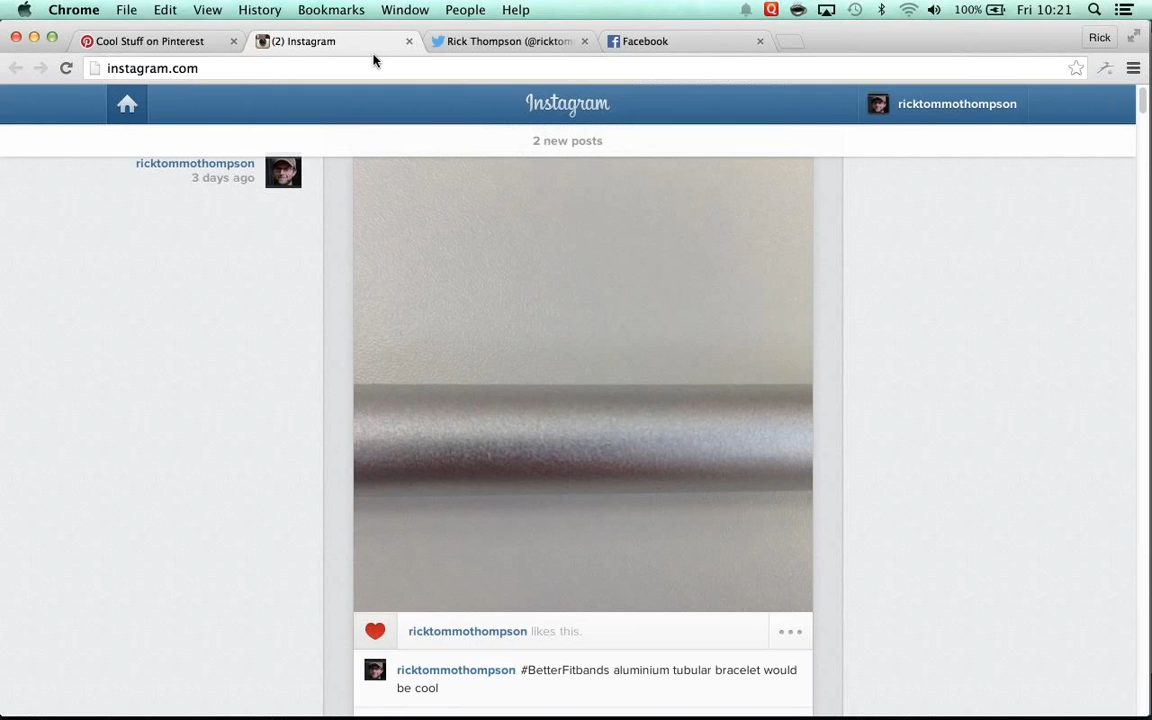 Chrome File Edit View History Bookmarks Window People Help 100% Fri 10:21
Cool Stuff on Pinterest (2) Instagram Rick Thompson (@ricktom Facebook Rick
instagram.com
Instagram ricktommothompson
2 new posts
ricktommothompson
3 days ago
ricktommothompson likes this.
ricktommothompson #BetterFitbands aluminium tubular bracelet would
be cool